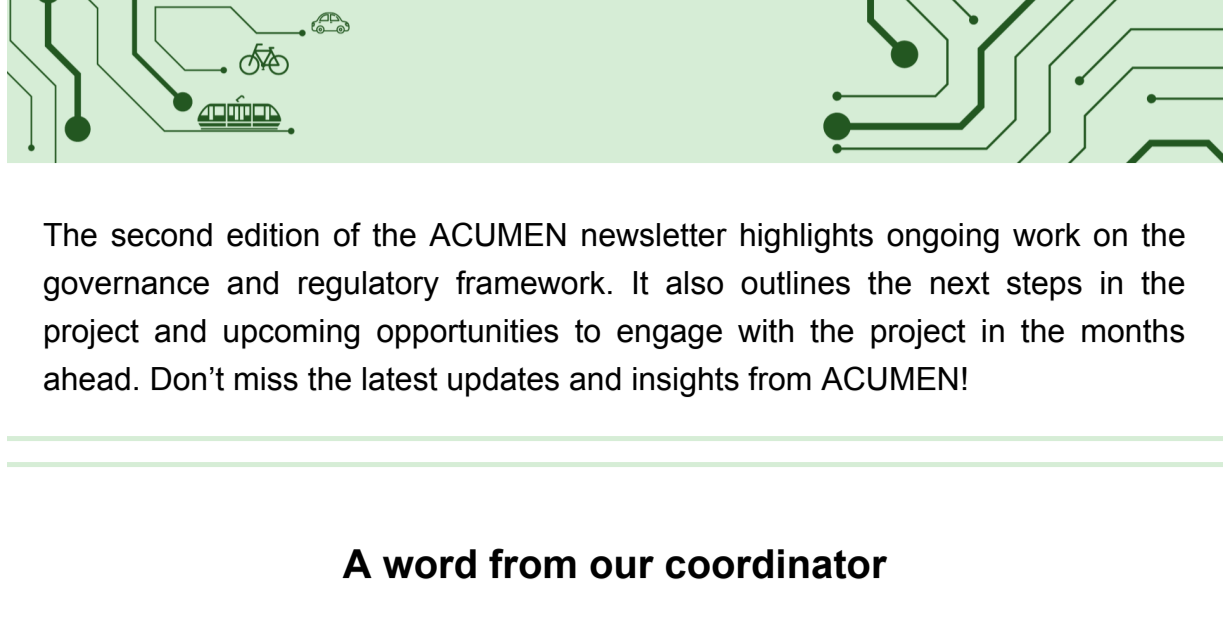 The second edition of the ACUMEN newsletter highlights ongoing work on the
governance and regulatory framework. It also outlines the next steps in the
project and upcoming opportunities to engage with the project in the months
ahead. Don’t miss the latest updates and insights from ACUMEN!
A word from our coordinator